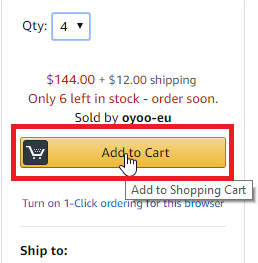 Qty: 4
$144.00 + $12.00 shipping
Only 6 left in stock - order soon.
Sold by oyoo-eu
Add to Cart
Add to Shopping Cart
Turn on 1-Click ordering for this browser
Ship to: